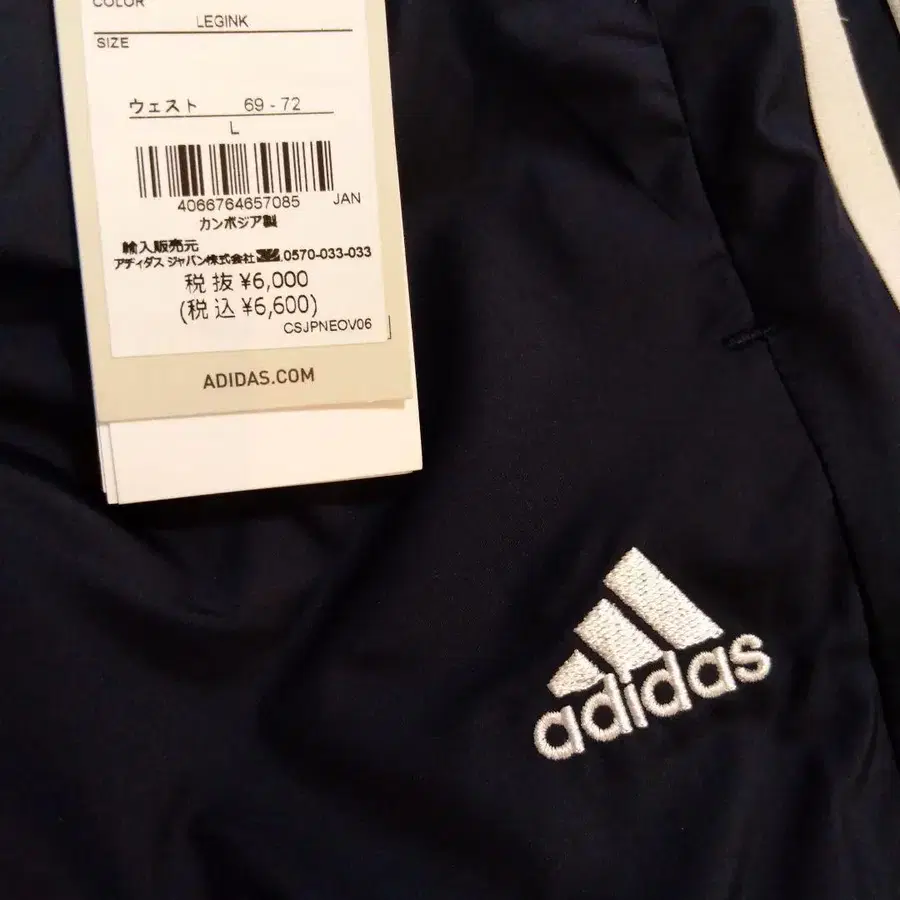 COLOR
LEGINK
SIZE
ウェスト 69 - 72
L
4066764657085 JAN
カンボジア製
輸入販売元
アディダス ジャパン株式会社 0570-033-033
税 抜 ¥6,000
(税 込 ¥6,600)
CSJPNEOV06
ADIDAS.COM
adidas